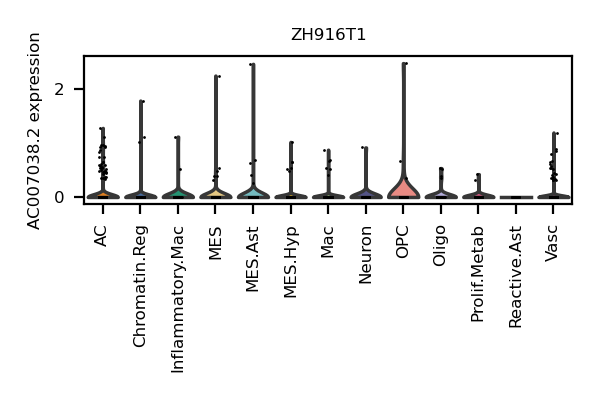 ZH916T1
AC007038.2 expression
2
0
AC
Chromatin.Reg
Inflammatory.Mac
MES
MES.Ast
MES.Hyp
Mac
Neuron
OPC
Oligo
Prolif.Metab
Reactive.Ast
Vasc